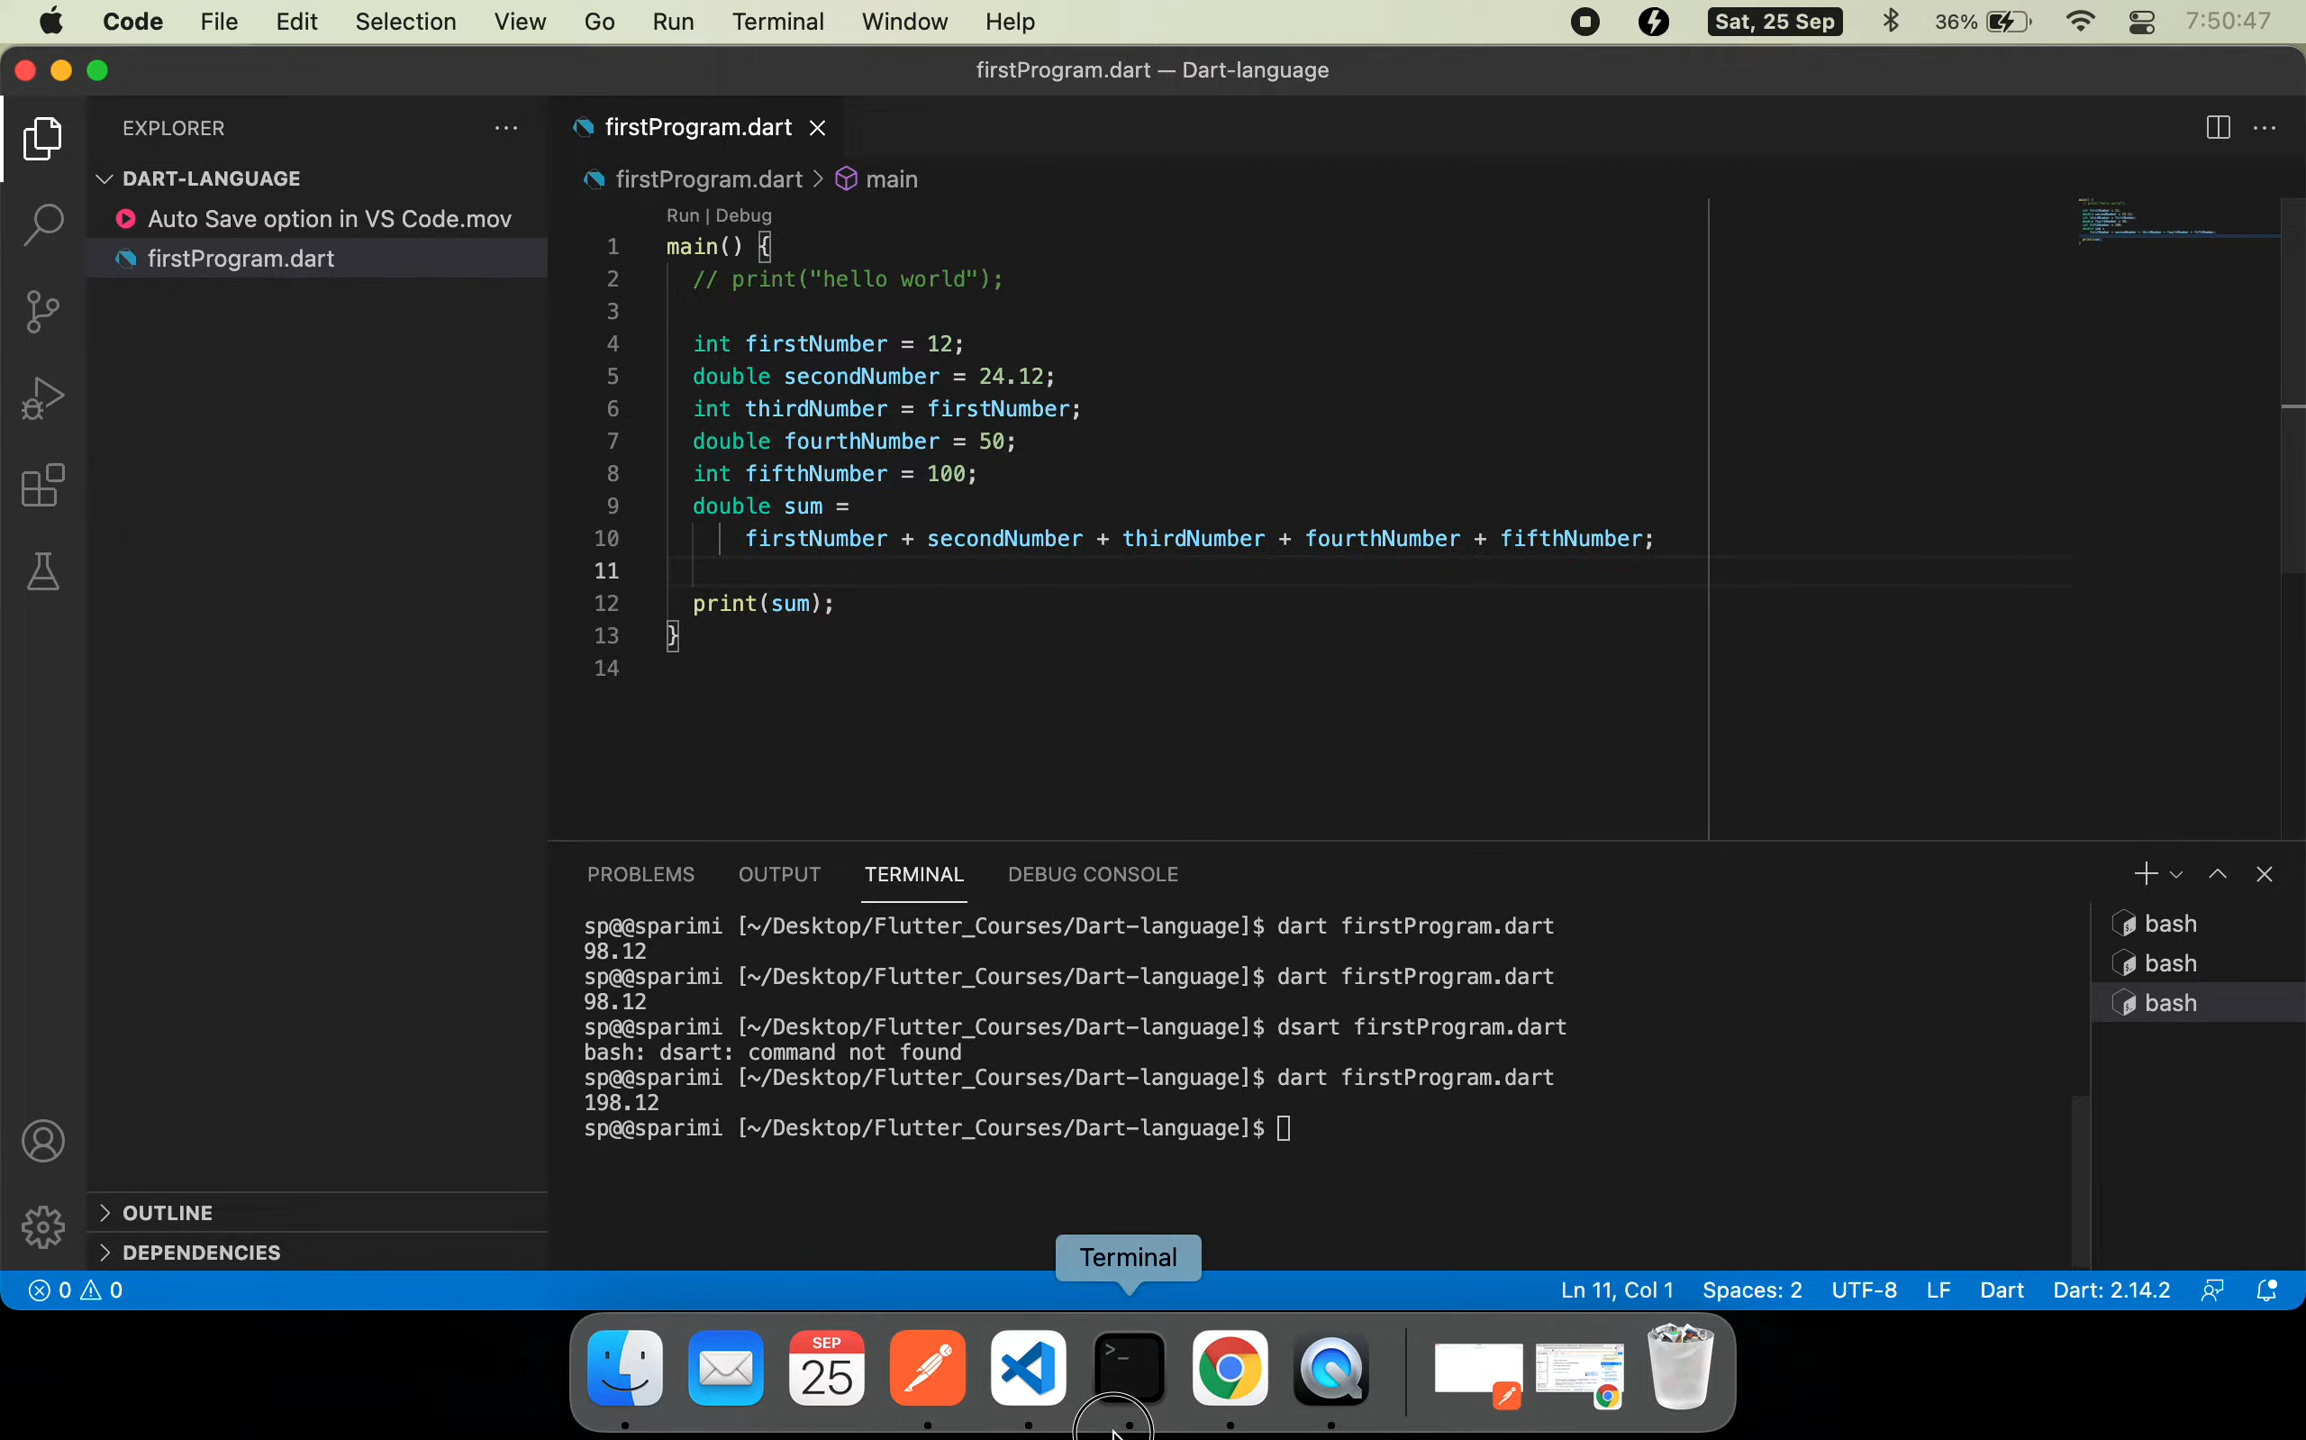 Code File Edit Selection View Go Run Terminal Window Help Sat, 25 Sep 36% 7:50:47
firstProgram.dart — Dart-language
EXPLORER
firstProgram.dart
DART-LANGUAGE
firstProgram.dart > main
Auto Save option in VS Code.mov
firstProgram.dart
Run | Debug
1 main() {
2 // print("hello world");
3
4 int firstNumber = 12;
5 double secondNumber = 24.12;
6 int thirdNumber = firstNumber;
7 double fourthNumber = 50;
8 int fifthNumber = 100;
9 double sum =
10 firstNumber + secondNumber + thirdNumber + fourthNumber + fifthNumber;
11
12 print(sum);
13 }
14
PROBLEMS OUTPUT TERMINAL DEBUG CONSOLE
sp@@sparimi [~/Desktop/Flutter_Courses/Dart-language]$ dart firstProgram.dart
98.12
sp@@sparimi [~/Desktop/Flutter_Courses/Dart-language]$ dart firstProgram.dart
98.12
sp@@sparimi [~/Desktop/Flutter_Courses/Dart-language]$ dsart firstProgram.dart
bash: dsart: command not found
sp@@sparimi [~/Desktop/Flutter_Courses/Dart-language]$ dart firstProgram.dart
198.12
sp@@sparimi [~/Desktop/Flutter_Courses/Dart-language]$
bash
bash
bash
OUTLINE
DEPENDENCIES
Terminal
0 0 Ln 11, Col 1 Spaces: 2 UTF-8 LF Dart Dart: 2.14.2
SEP
25
>_